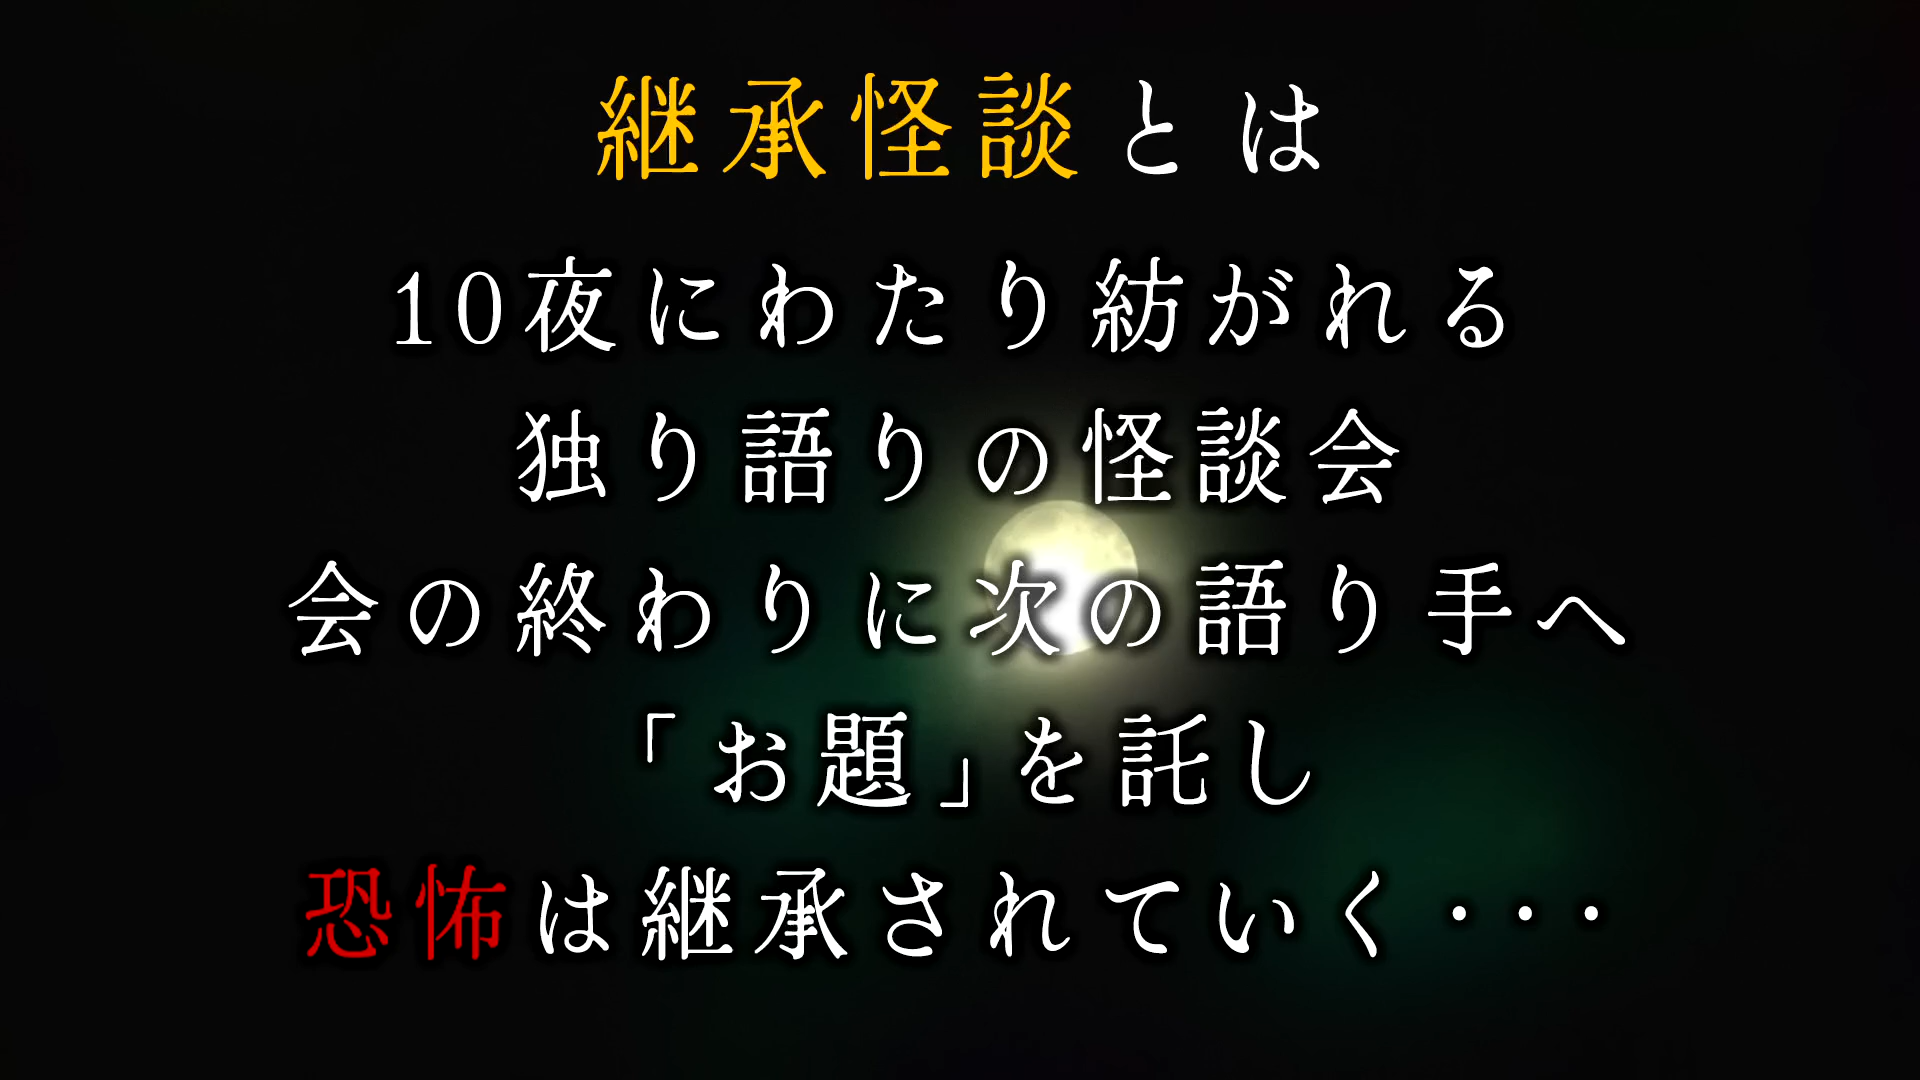 継承怪談とは
10夜にわたり紡がれる
独り語りの怪談会
会の終わりに次の語り手へ
「お題」を託し
恐怖は継承されていく・・・